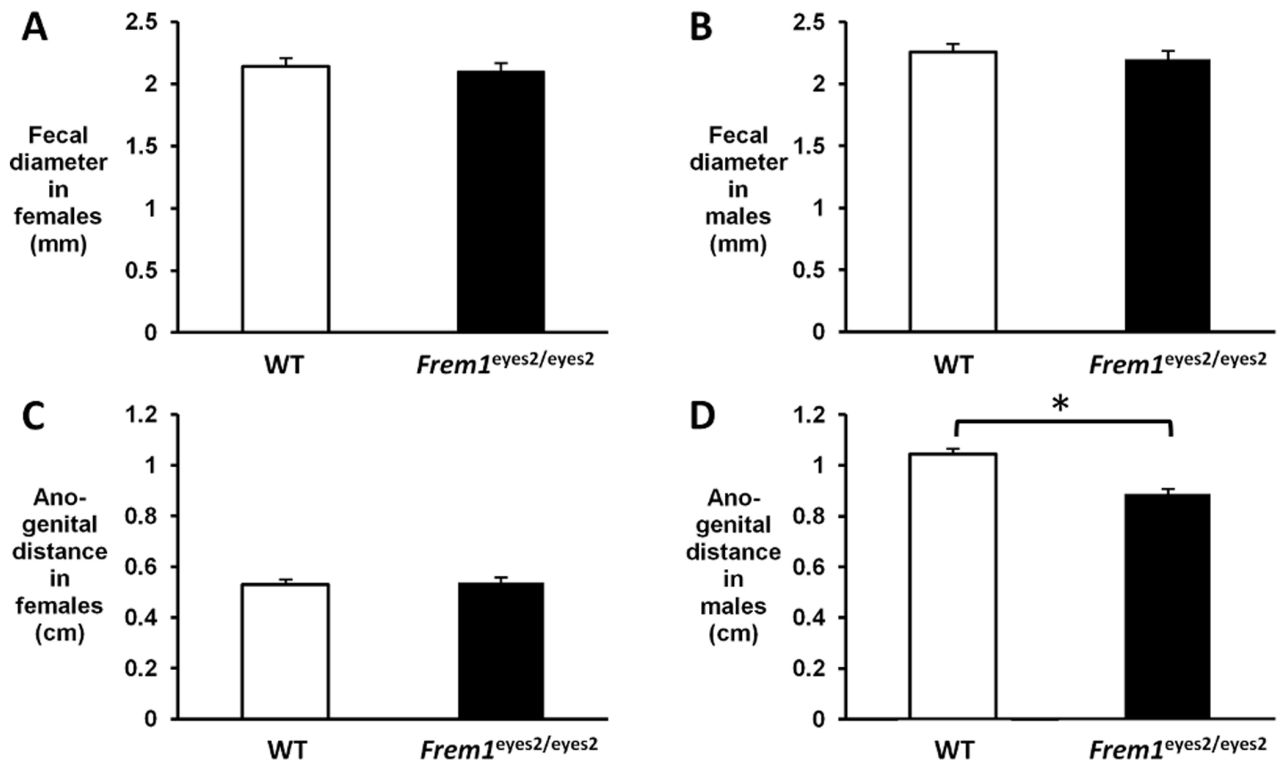 A
Fecal
diameter
in
females
(mm)
2.5
2
1.5
1
0.5
0
WT
Frem1eyes2/eyes2
B
Fecal
diameter
in
males
(mm)
2.5
2
1.5
1
0.5
0
WT
Frem1eyes2/eyes2
C
Ano-
genital
distance
in
females
(cm)
1.2
1
0.8
0.6
0.4
0.2
0
WT
Frem1eyes2/eyes2
D
Ano-
genital
distance
in
males
(cm)
1.2
1
0.8
0.6
0.4
0.2
0
*
WT
Frem1eyes2/eyes2